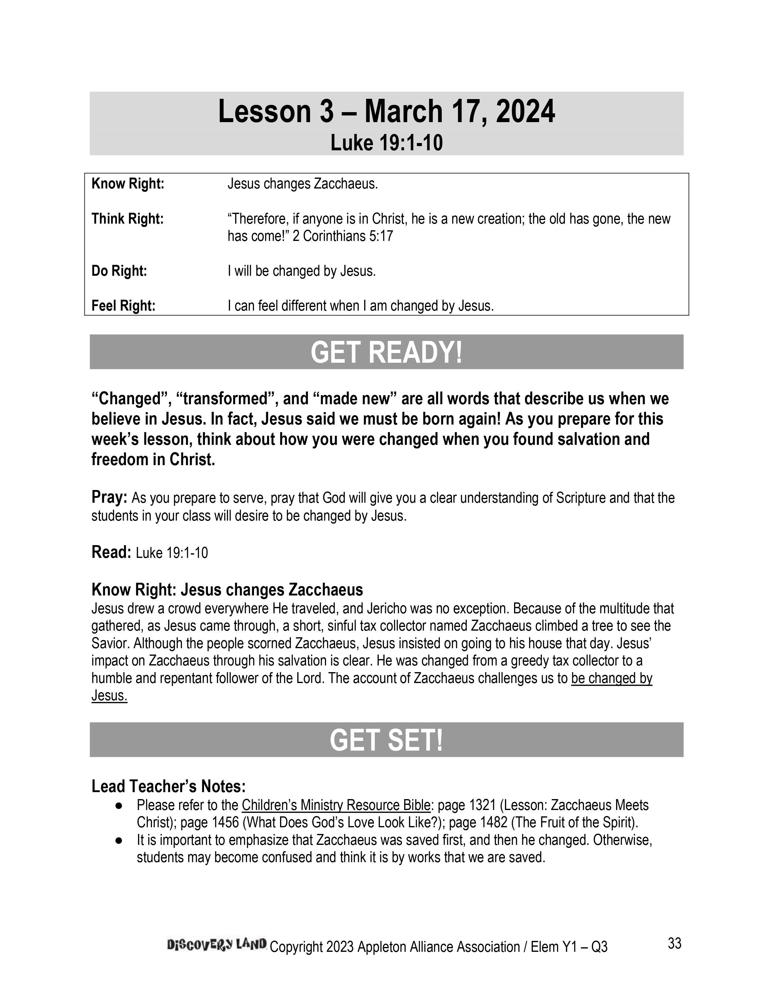 Lesson 3 – March 17, 2024
Luke 19:1-10
Know Right: Jesus changes Zacchaeus.
Think Right: “Therefore, if anyone is in Christ, he is a new creation; the old has gone, the new
has come!” 2 Corinthians 5:17
Do Right: I will be changed by Jesus.
Feel Right: I can feel different when I am changed by Jesus.
GET READY!
“Changed”, “transformed”, and “made new” are all words that describe us when we
believe in Jesus. In fact, Jesus said we must be born again! As you prepare for this
week’s lesson, think about how you were changed when you found salvation and
freedom in Christ.
Pray: As you prepare to serve, pray that God will give you a clear understanding of Scripture and that the
students in your class will desire to be changed by Jesus.
Read: Luke 19:1-10
Know Right: Jesus changes Zacchaeus
Jesus drew a crowd everywhere He traveled, and Jericho was no exception. Because of the multitude that
gathered, as Jesus came through, a short, sinful tax collector named Zacchaeus climbed a tree to see the
Savior. Although the people scorned Zacchaeus, Jesus insisted on going to his house that day. Jesus’
impact on Zacchaeus through his salvation is clear. He was changed from a greedy tax collector to a
humble and repentant follower of the Lord. The account of Zacchaeus challenges us to be changed by
Jesus.
GET SET!
Lead Teacher’s Notes:
● Please refer to the Children’s Ministry Resource Bible: page 1321 (Lesson: Zacchaeus Meets
Christ); page 1456 (What Does God’s Love Look Like?); page 1482 (The Fruit of the Spirit).
● It is important to emphasize that Zacchaeus was saved first, and then he changed. Otherwise,
students may become confused and think it is by works that we are saved.
DiSCOVERY LAND Copyright 2023 Appleton Alliance Association / Elem Y1 – Q3 33